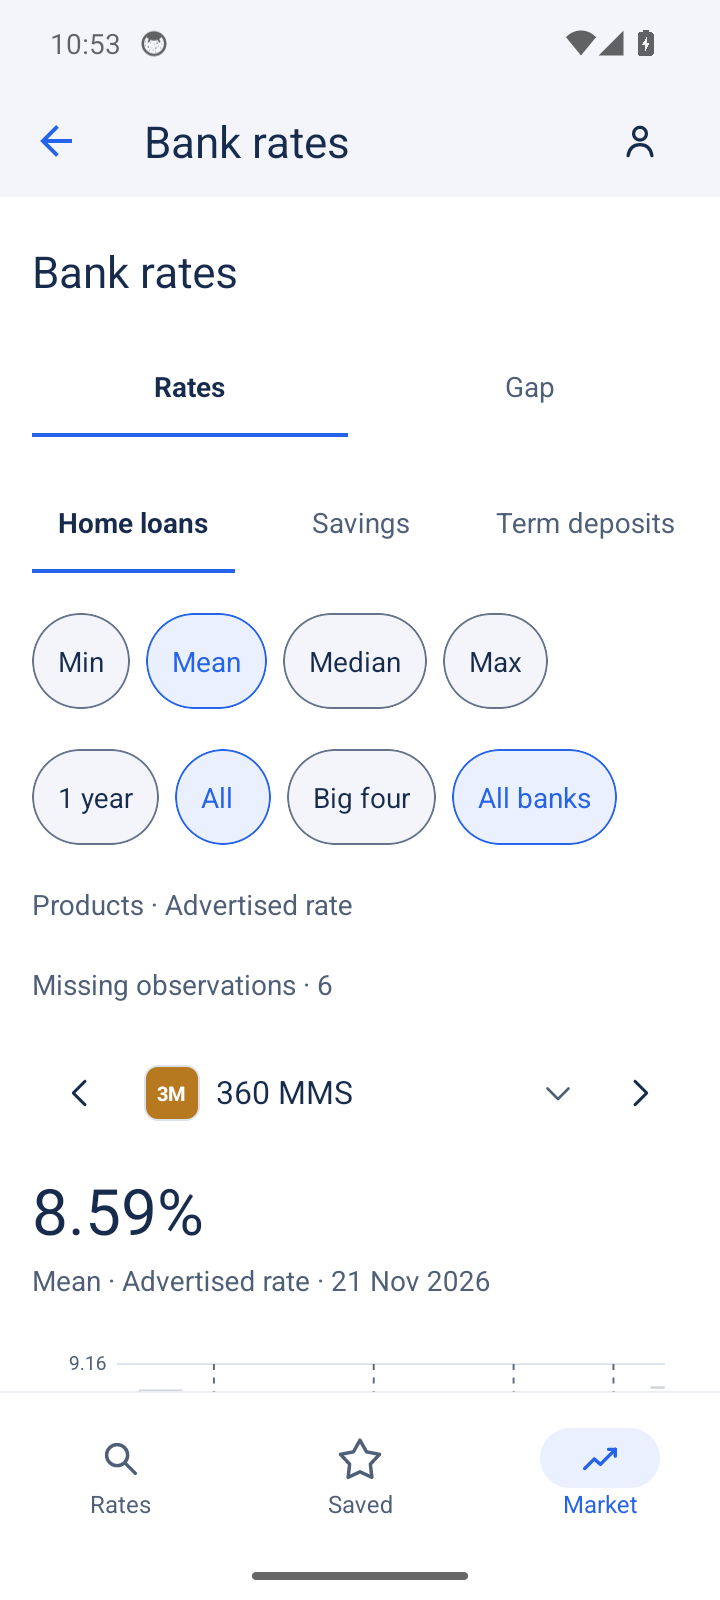 10:53
Bank rates
Bank rates
Rates Gap
Home loans Savings Term deposits
Min Mean Median Max
1 year All Big four All banks
Products · Advertised rate
Missing observations · 6
3M 360 MMS
8.59%
Mean · Advertised rate · 21 Nov 2026
9.16
Rates Saved Market